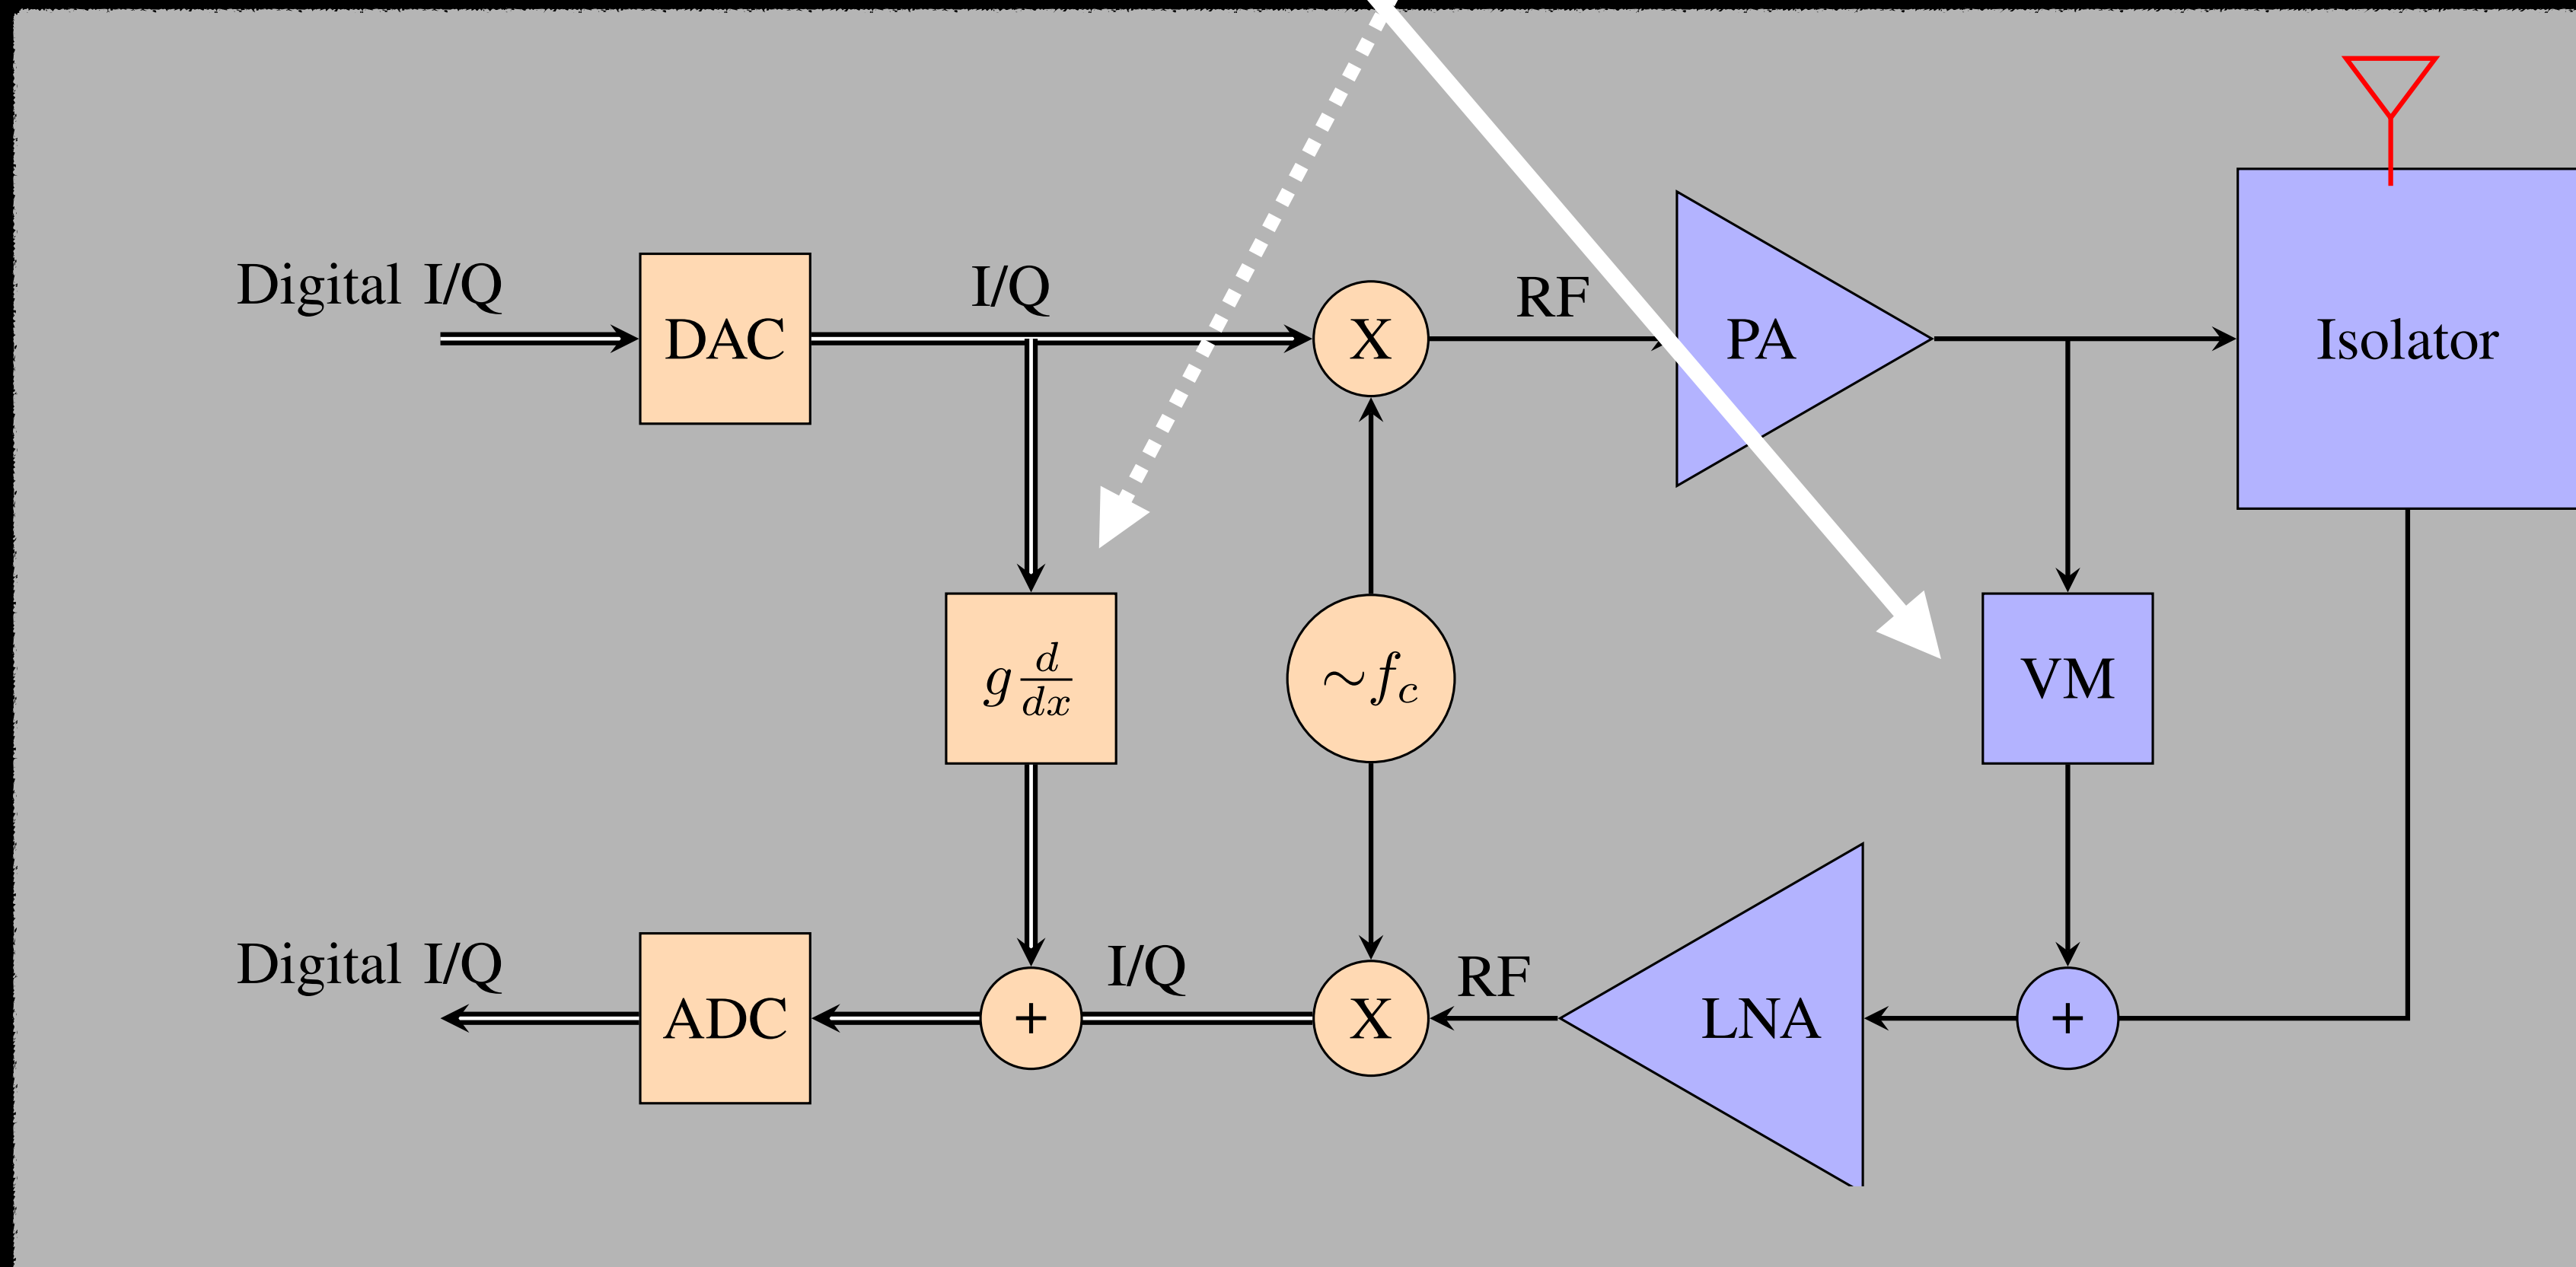 Digital I/Q
DAC
I/Q
X
RF
PA
Isolator
g d/dx
~f_c
VM
Digital I/Q
ADC
+
I/Q
X
RF
LNA
+